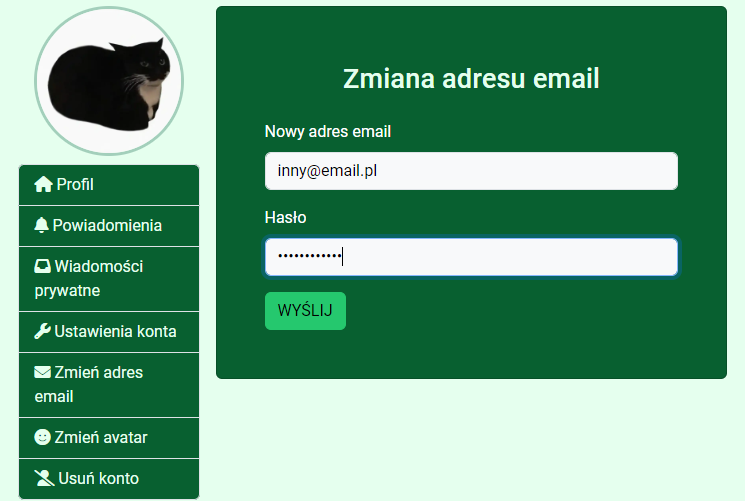 Profil
Powiadomienia
Wiadomości
prywatne
Ustawienia konta
Zmień adres
email
Zmień avatar
Usuń konto
Zmiana adresu email
Nowy adres email
inny@email.pl
Hasło
••••••••••••
WYŚLIJ